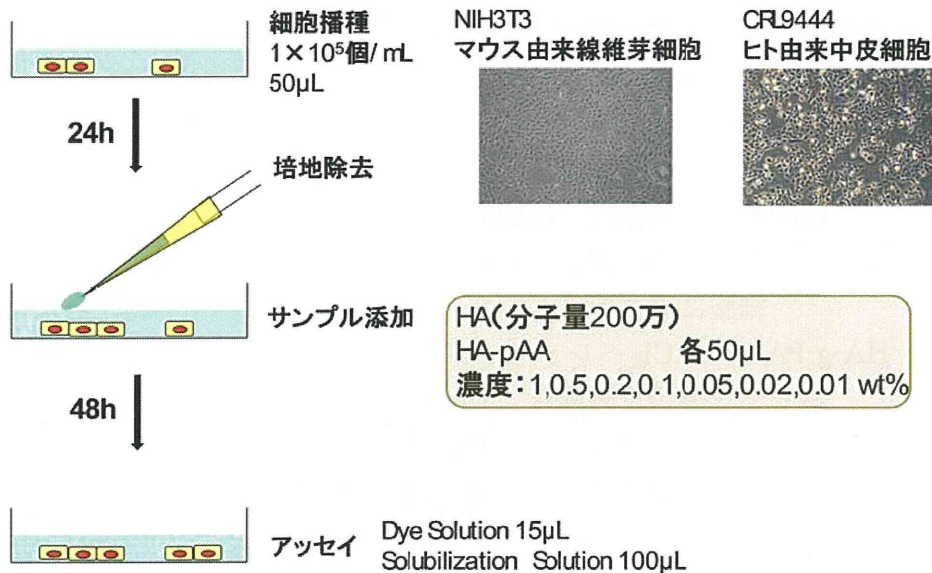 細胞播種
1×10⁵個/mL
50μL
NIH3T3
マウス由来線維芽細胞
CRL9444
ヒト由来中皮細胞
24h
培地除去
サンプル添加
HA(分子量200万)
HA-pAA 各50μL
濃度:1,0.5,0.2,0.1,0.05,0.02,0.01 wt%
48h
アッセイ
Dye Solution 15μL
Solubilization Solution 100μL